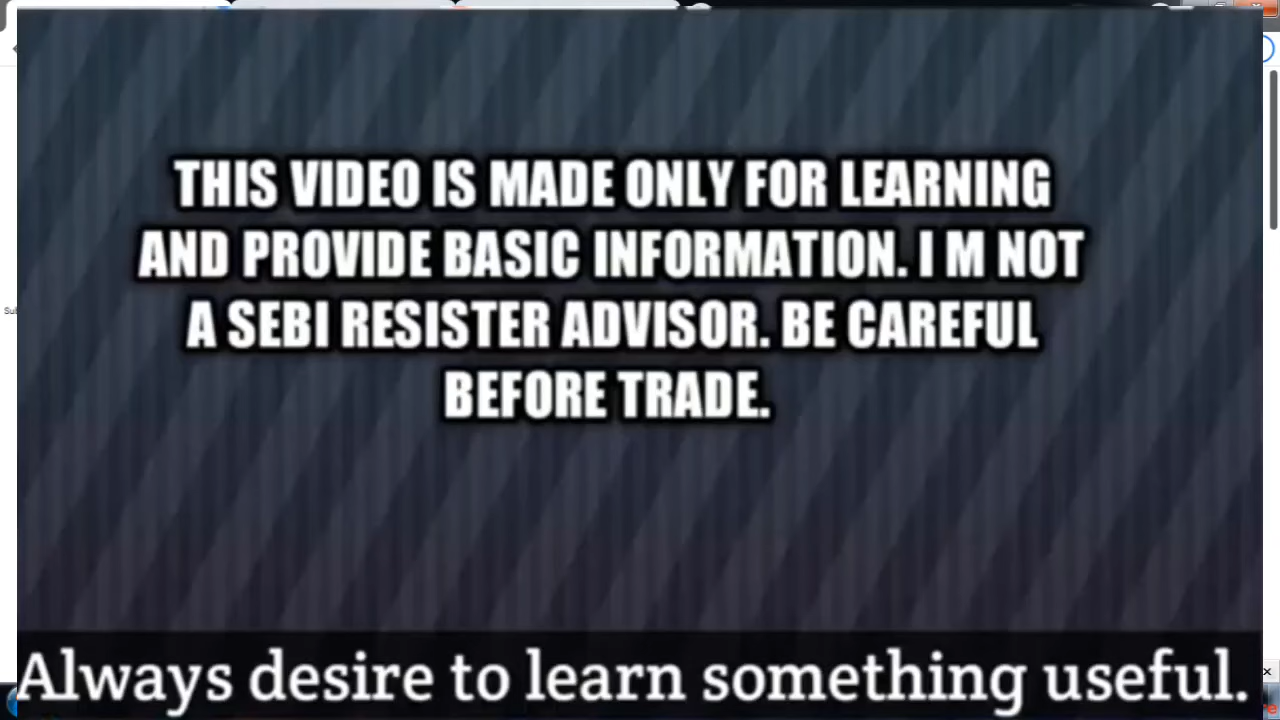 THIS VIDEO IS MADE ONLY FOR LEARNING
AND PROVIDE BASIC INFORMATION. I M NOT
A SEBI RESISTER ADVISOR. BE CAREFUL
BEFORE TRADE.
Always desire to learn something useful.